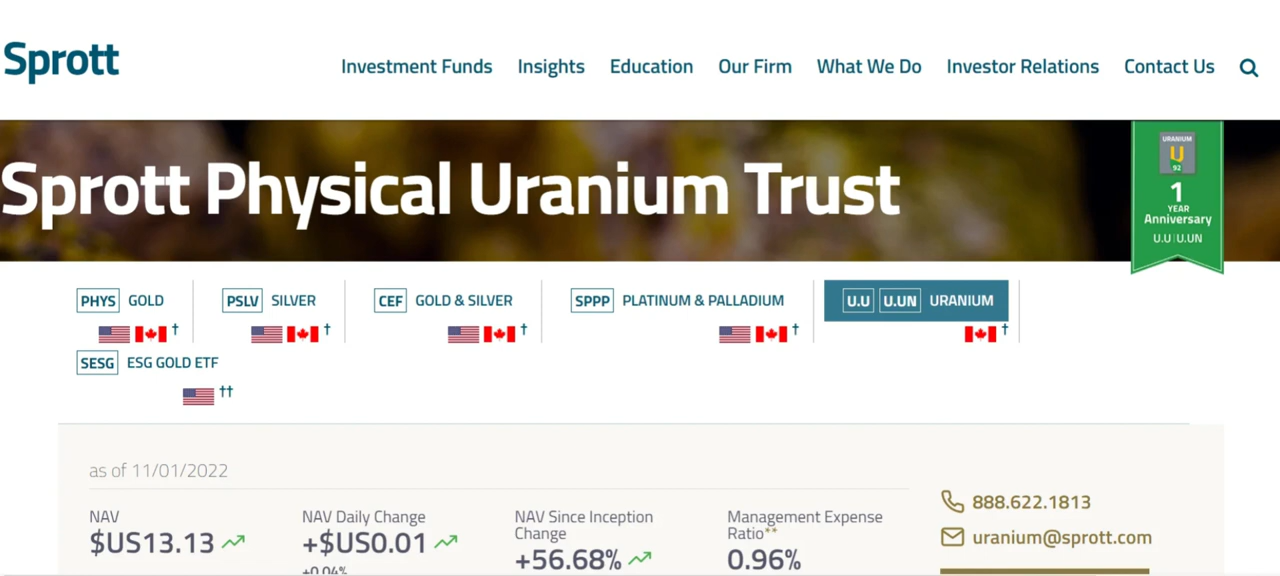 Sprott
Investment Funds Insights Education Our Firm What We Do Investor Relations Contact Us
Sprott Physical Uranium Trust
URANIUM
U
92
1
YEAR
Anniversary
U.U | U.UN
PHYS GOLD
†
PSLV SILVER
†
CEF GOLD & SILVER
†
SPPP PLATINUM & PALLADIUM
†
U.U U.UN URANIUM
†
SESG ESG GOLD ETF
††
as of 11/01/2022
NAV
$US13.13
NAV Daily Change
+$US0.01
+0.04%
NAV Since Inception
Change
+56.68%
Management Expense
Ratio**
0.96%
888.622.1813
uranium@sprott.com